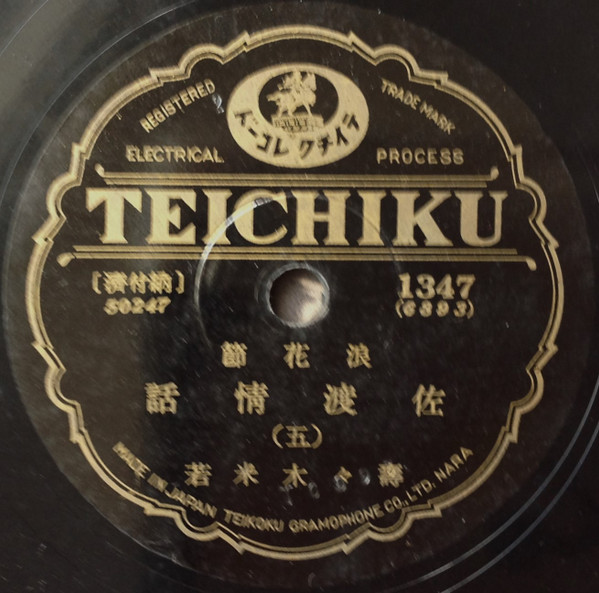 REGISTERED TRADE MARK
テイチクレコード
ELECTRICAL PROCESS
TEICHIKU
[納付濟] 1347
50247 (6893)
浪花節
佐渡情話
(五)
壽々木米若
MADE IN JAPAN TEIKOKU GRAMOPHONE CO., LTD. NARA